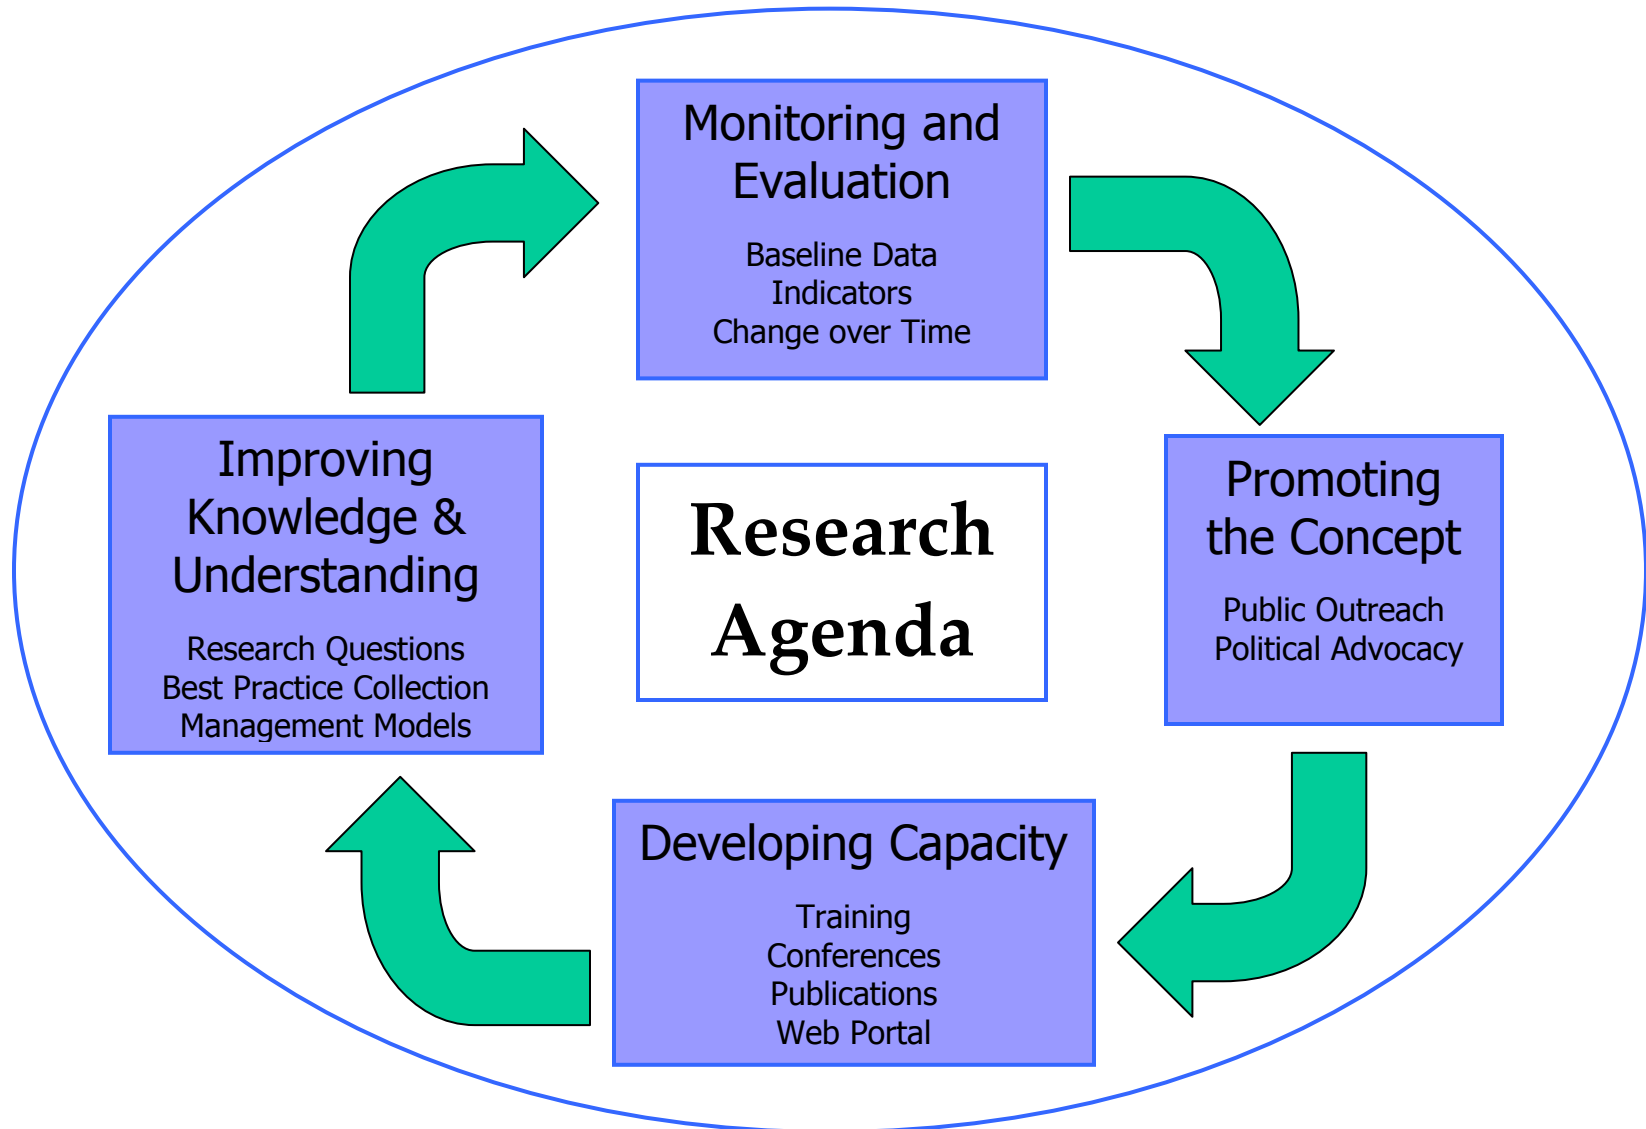 Monitoring and
Evaluation
Baseline Data
Indicators
Change over Time
Improving
Knowledge &
Understanding
Research Questions
Best Practice Collection
Management Models
Research
Agenda
Promoting
the Concept
Public Outreach
Political Advocacy
Developing Capacity
Training
Conferences
Publications
Web Portal